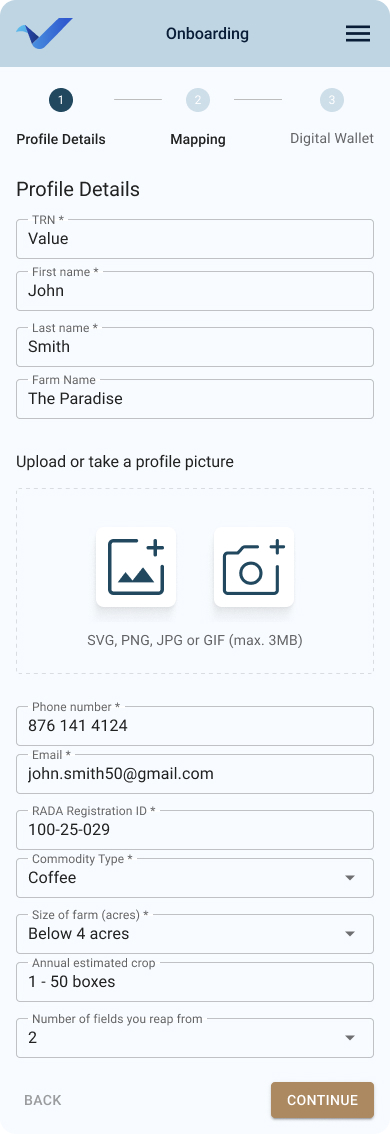 Onboarding
1 2 3
Profile Details Mapping Digital Wallet
Profile Details
TRN *
Value
First name *
John
Last name *
Smith
Farm Name
The Paradise
Upload or take a profile picture
SVG, PNG, JPG or GIF (max. 3MB)
Phone number *
876 141 4124
Email *
john.smith50@gmail.com
RADA Registration ID *
100-25-029
Commodity Type *
Coffee
Size of farm (acres) *
Below 4 acres
Annual estimated crop
1 - 50 boxes
Number of fields you reap from
2
BACK CONTINUE